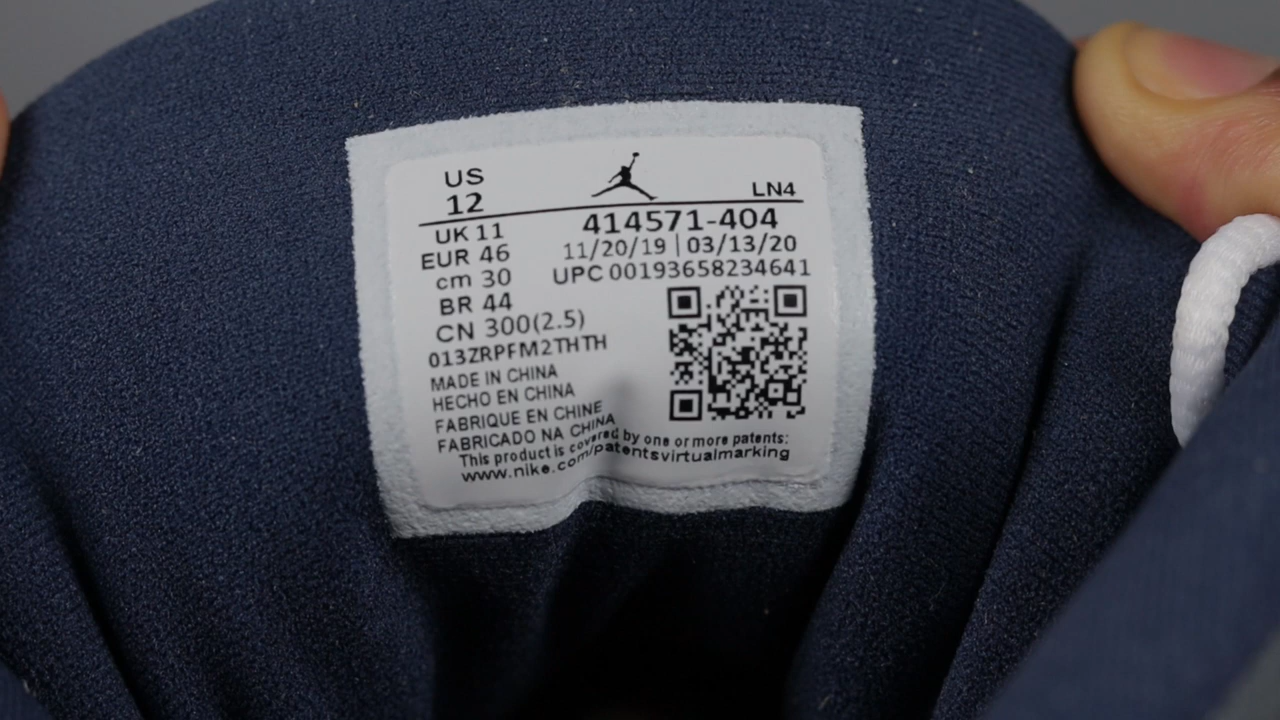 US
12
LN4
UK 11
EUR 46
cm 30
BR 44
CN 300(2.5)
013ZRPFM2THTH
414571-404
11/20/19 | 03/13/20
UPC 00193658234641
MADE IN CHINA
HECHO EN CHINA
FABRIQUE EN CHINE
FABRICADO NA CHINA
This product is covered by one or more patents:
www.nike.com/patentsvirtualmarking